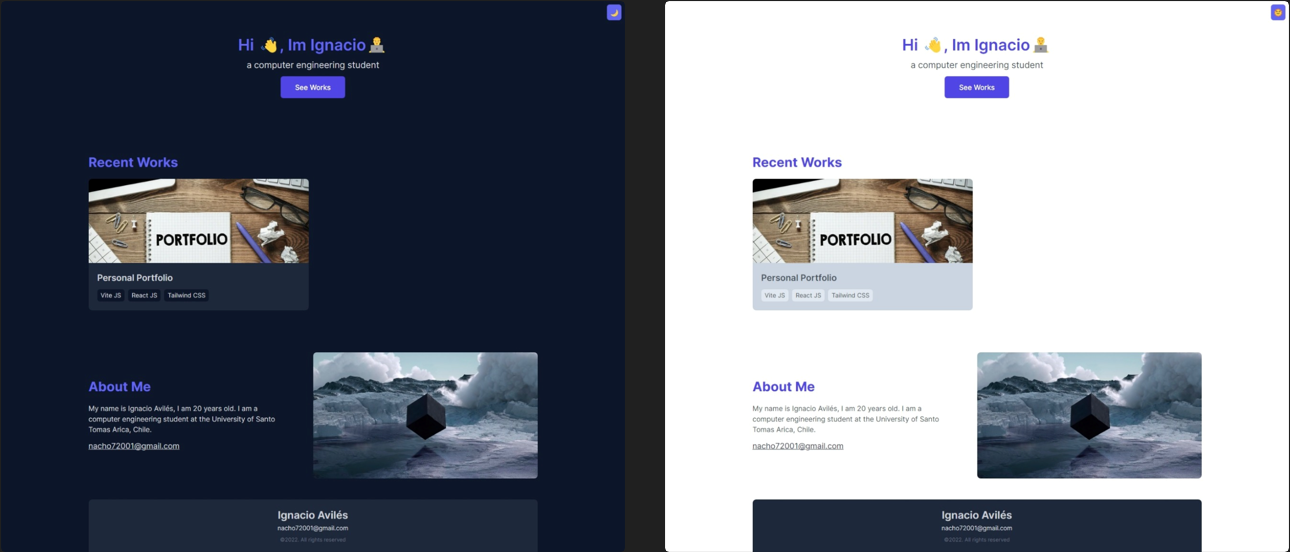 Hi 👋, Im Ignacio 👨‍💻
a computer engineering student
See Works
Recent Works
PORTFOLIO
Personal Portfolio
Vite JS React JS Tailwind CSS
About Me
My name is Ignacio Avilés, I am 20 years old. I am a
computer engineering student at the University of Santo
Tomas Arica, Chile.
nacho72001@gmail.com
Ignacio Avilés
nacho72001@gmail.com
©2022. All rights reserved
Hi 👋, Im Ignacio 👨‍💻
a computer engineering student
See Works
Recent Works
PORTFOLIO
Personal Portfolio
Vite JS React JS Tailwind CSS
About Me
My name is Ignacio Avilés, I am 20 years old. I am a
computer engineering student at the University of Santo
Tomas Arica, Chile.
nacho72001@gmail.com
Ignacio Avilés
nacho72001@gmail.com
©2022. All rights reserved